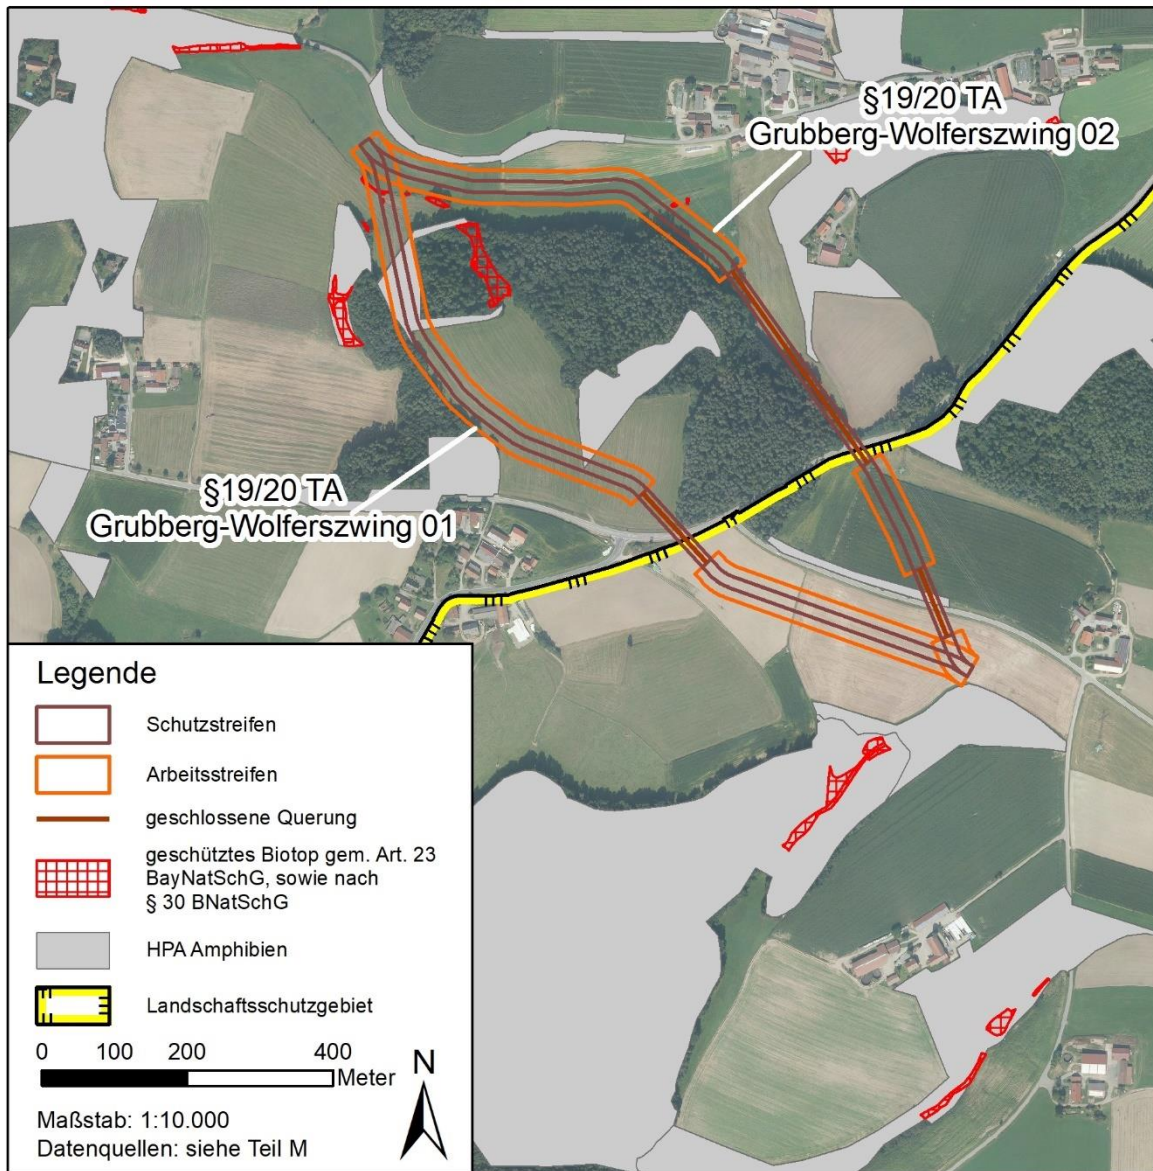 §19/20 TA
Grubberg-Wolferszwing 02
§19/20 TA
Grubberg-Wolferszwing 01
Legende
Schutzstreifen
Arbeitsstreifen
geschlossene Querung
geschütztes Biotop gem. Art. 23
BayNatSchG, sowie nach
§ 30 BNatSchG
HPA Amphibien
Landschaftsschutzgebiet
0 100 200 400
Meter
N
Maßstab: 1:10.000
Datenquellen: siehe Teil M